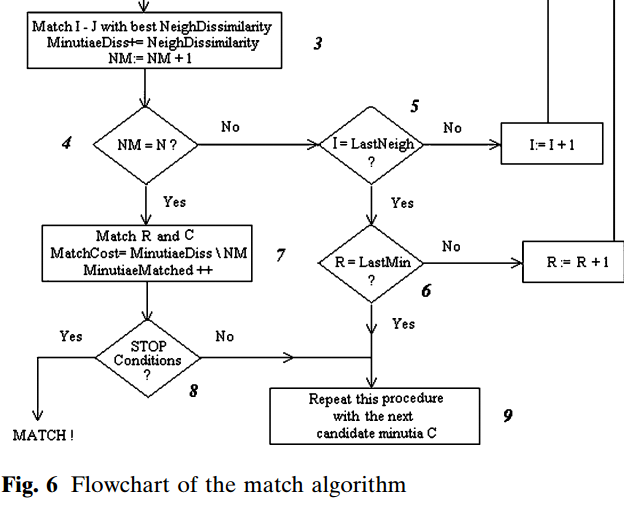 Match I - J with best NeighDissimilarity
MinutiaeDiss+= NeighDissimilarity
NM:= NM + 1
3
4
NM = N ?
No
5
I = LastNeigh
?
No
I:= I + 1
Yes
Yes
Match R and C
MatchCost= MinutiaeDiss \ NM
MinutiaeMatched ++
7
R = LastMin
?
6
No
R:= R + 1
Yes
Yes
STOP
Conditions
?
8
No
MATCH !
Repeat this procedure
with the next
candidate minutia C
9
Fig. 6 Flowchart of the match algorithm